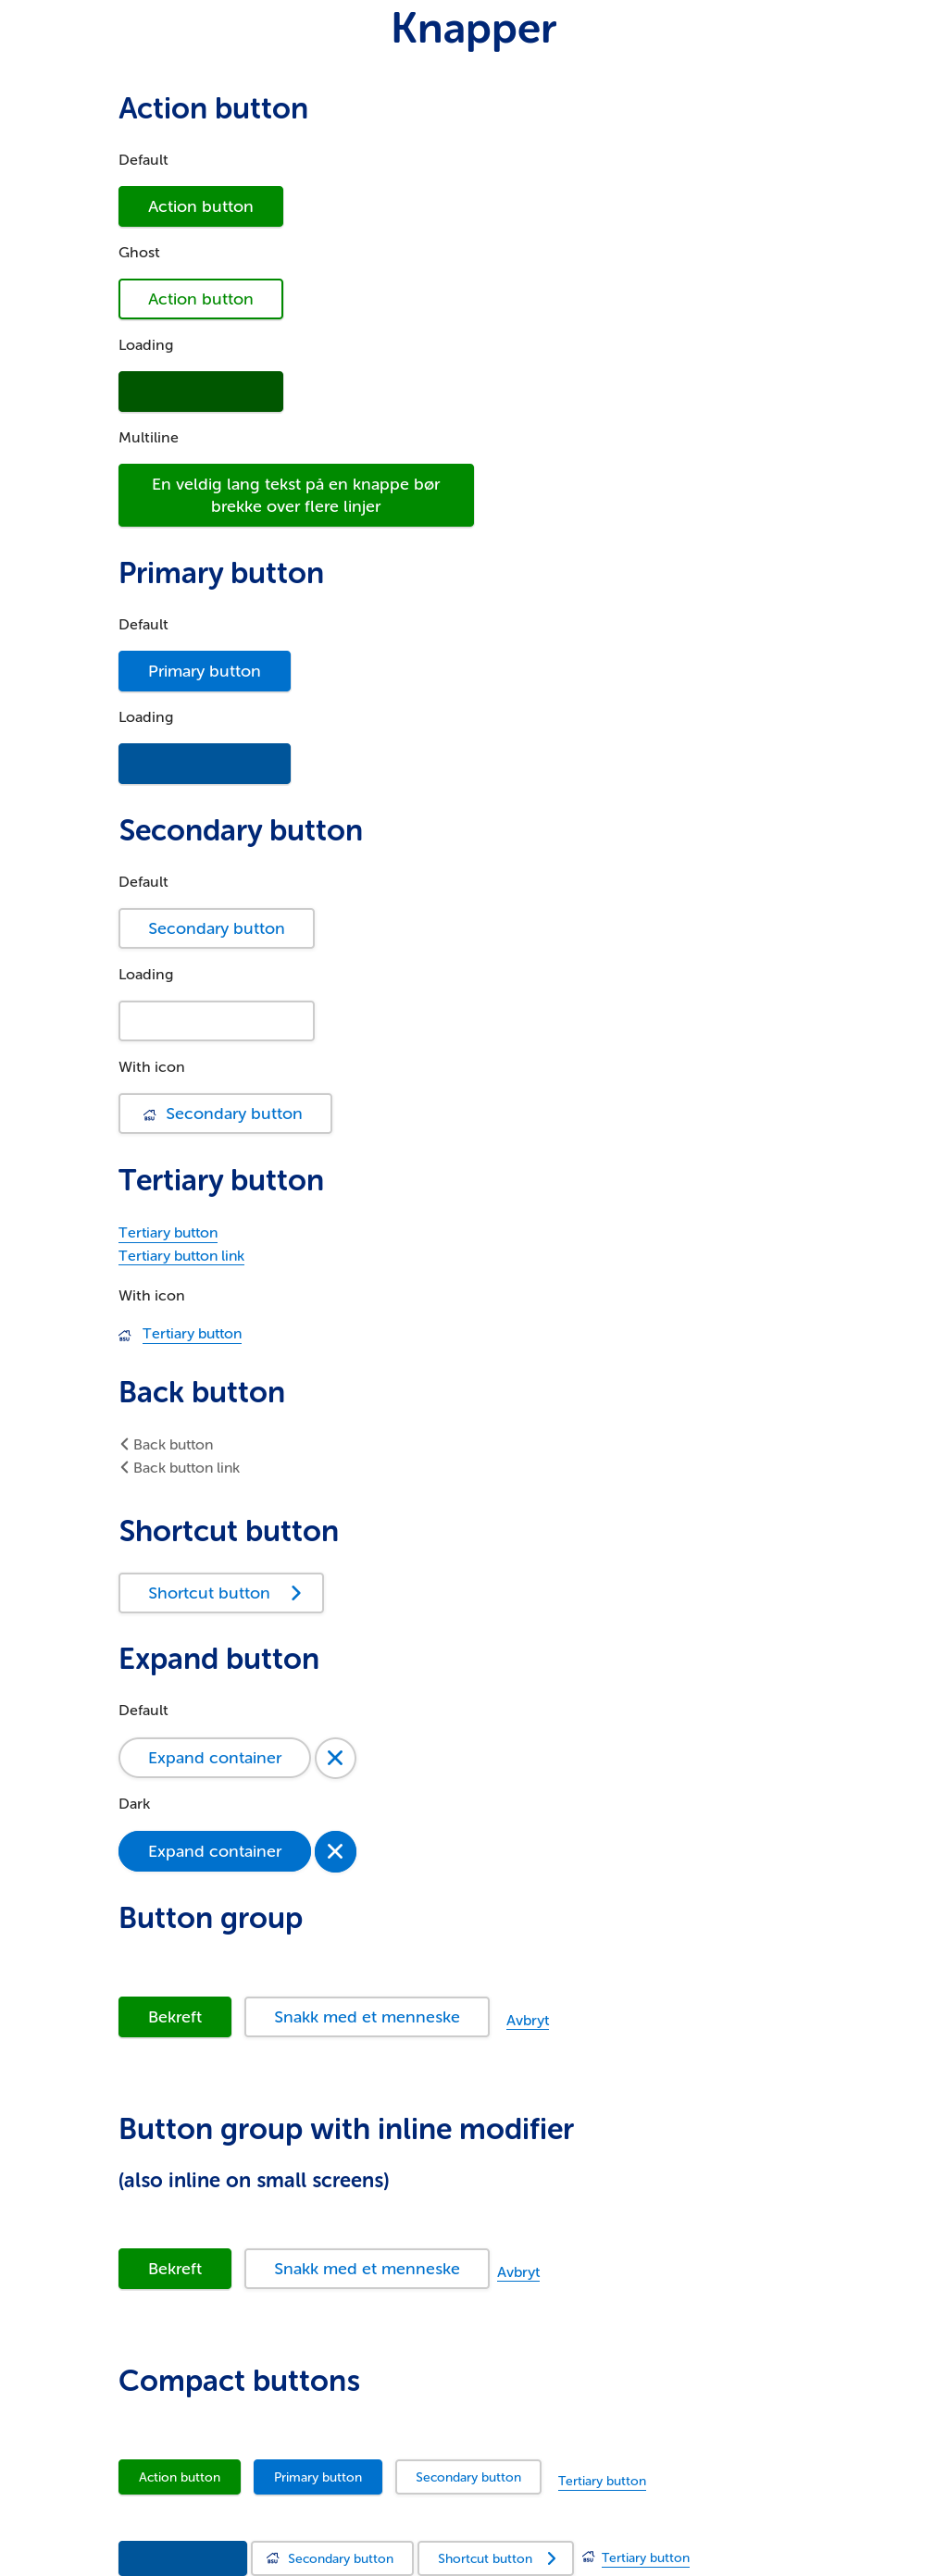 Knapper
Action button
Default
Action button
Ghost
Action button
Loading
Multiline
En veldig lang tekst på en knappe bør
brekke over flere linjer
Primary button
Default
Primary button
Loading
Secondary button
Default
Secondary button
Loading
With icon
BSU Secondary button
Tertiary button
Tertiary button
Tertiary button link
With icon
BSU Tertiary button
Back button
Back button
Back button link
Shortcut button
Shortcut button
Expand button
Default
Expand container
Dark
Expand container
Button group
Bekreft Snakk med et menneske Avbryt
Button group with inline modifier
(also inline on small screens)
Bekreft Snakk med et menneske Avbryt
Compact buttons
Action button Primary button Secondary button Tertiary button
BSU Secondary button Shortcut button BSU Tertiary button